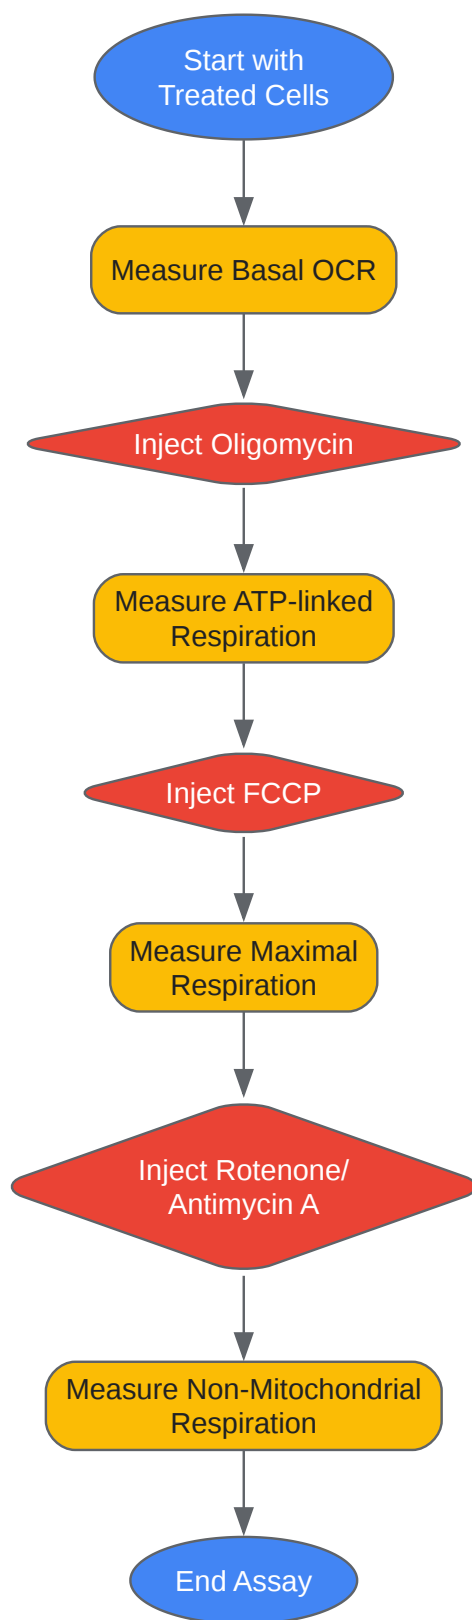 Start with
Treated Cells
Measure Basal OCR
Inject Oligomycin
Measure ATP-linked
Respiration
Inject FCCP
Measure Maximal
Respiration
Inject Rotenone/
Antimycin A
Measure Non-Mitochondrial
Respiration
End Assay